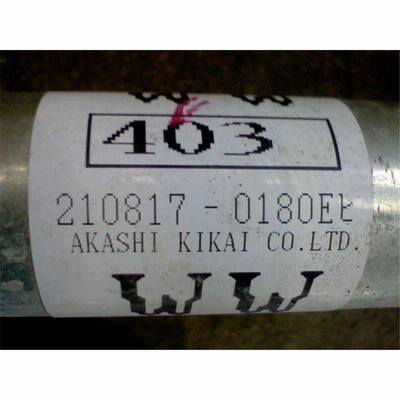 403
210817 - 0180EE
AKASHI KIKAI CO.LTD.
WW